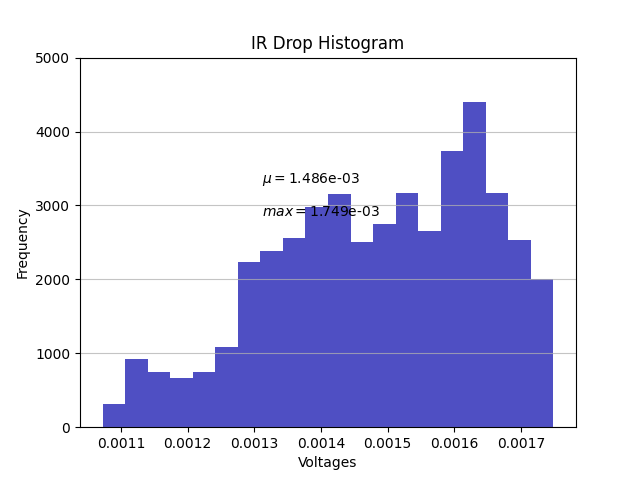 IR Drop Histogram
5000
4000
3000
2000
1000
0
Frequency
μ = 1.486e-03
max = 1.749e-03
0.0011 0.0012 0.0013 0.0014 0.0015 0.0016 0.0017
Voltages